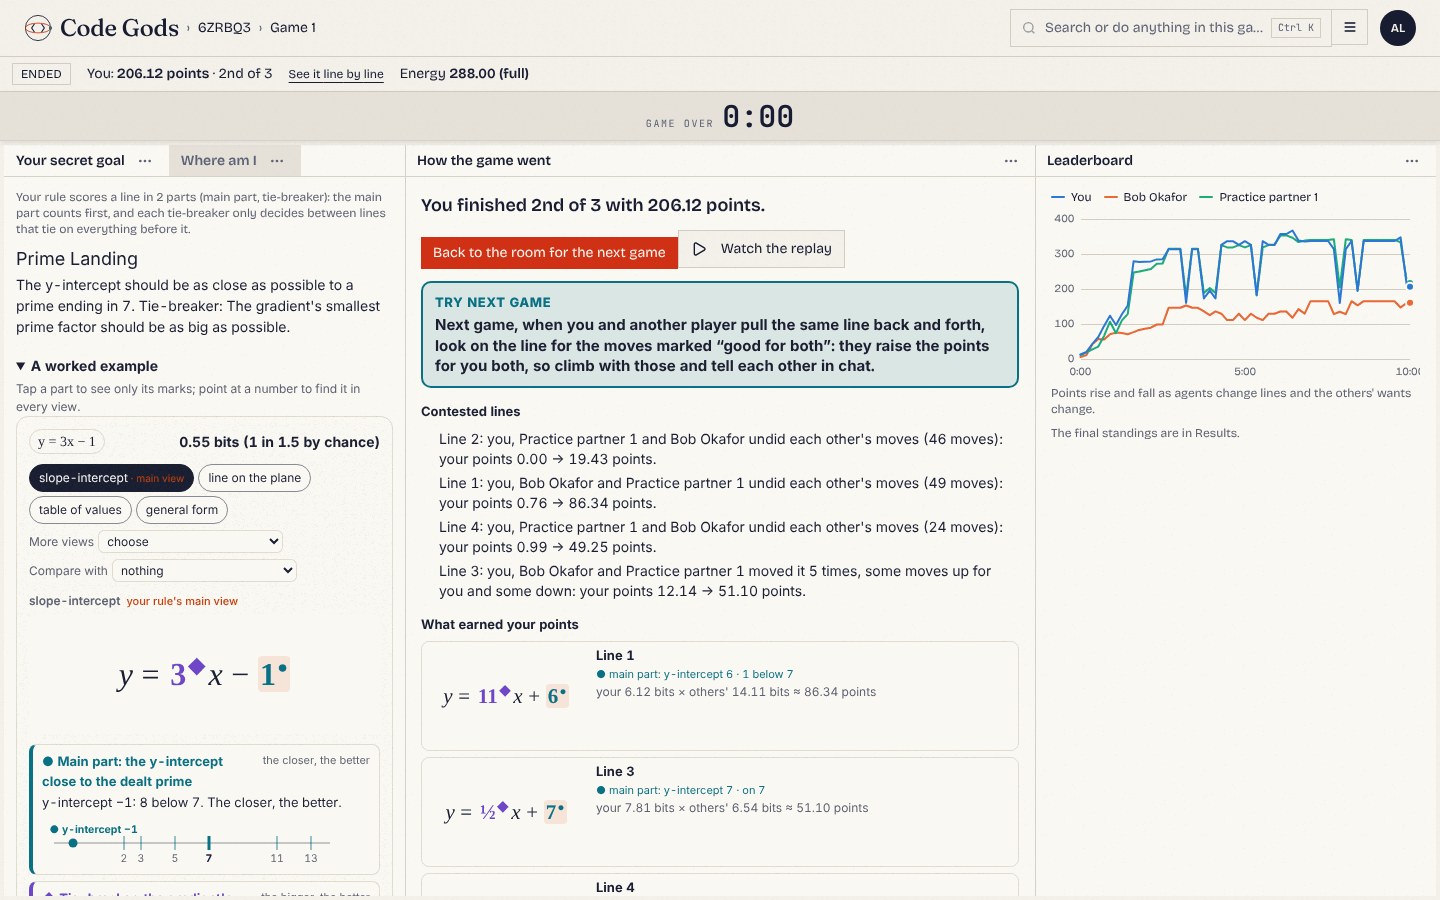 Code Gods › 6ZRBQ3 › Game 1
Search or do anything in this ga... Ctrl K
AL
ENDED You: 206.12 points · 2nd of 3 See it line by line Energy 288.00 (full)
GAME OVER 0:00
Your secret goal ··· Where am I ···
Your rule scores a line in 2 parts (main part, tie-breaker): the main
part counts first, and each tie-breaker only decides between lines
that tie on everything before it.
Prime Landing
The y-intercept should be as close as possible to a
prime ending in 7. Tie-breaker: The gradient's smallest
prime factor should be as big as possible.
▼ A worked example
Tap a part to see only its marks; point at a number to find it in
every view.
y = 3x − 1 0.55 bits (1 in 1.5 by chance)
slope-intercept · main view line on the plane
table of values general form
More views choose
Compare with nothing
slope-intercept your rule's main view
y = 3◆x − 1●
● Main part: the y-intercept the closer, the better
close to the dealt prime
y-intercept −1: 8 below 7. The closer, the better.
● y-intercept −1
2 3 5 7 11 13
How the game went ···
You finished 2nd of 3 with 206.12 points.
Back to the room for the next game Watch the replay
TRY NEXT GAME
Next game, when you and another player pull the same line back and forth,
look on the line for the moves marked “good for both”: they raise the points
for you both, so climb with those and tell each other in chat.
Contested lines
Line 2: you, Practice partner 1 and Bob Okafor undid each other's moves (46 moves):
your points 0.00 → 19.43 points.
Line 1: you, Bob Okafor and Practice partner 1 undid each other's moves (49 moves):
your points 0.76 → 86.34 points.
Line 4: you, Practice partner 1 and Bob Okafor undid each other's moves (24 moves):
your points 0.99 → 49.25 points.
Line 3: you, Bob Okafor and Practice partner 1 moved it 5 times, some moves up for
you and some down: your points 12.14 → 51.10 points.
What earned your points
Line 1
y = 11◆x + 6●
● main part: y-intercept 6 · 1 below 7
your 6.12 bits × others' 14.11 bits ≈ 86.34 points
Line 3
y = ½◆x + 7●
● main part: y-intercept 7 · on 7
your 7.81 bits × others' 6.54 bits ≈ 51.10 points
Line 4
Leaderboard ···
You Bob Okafor Practice partner 1
400
300
200
100
0
0:00 5:00 10:0
Points rise and fall as agents change lines and the others' wants
change.
The final standings are in Results.